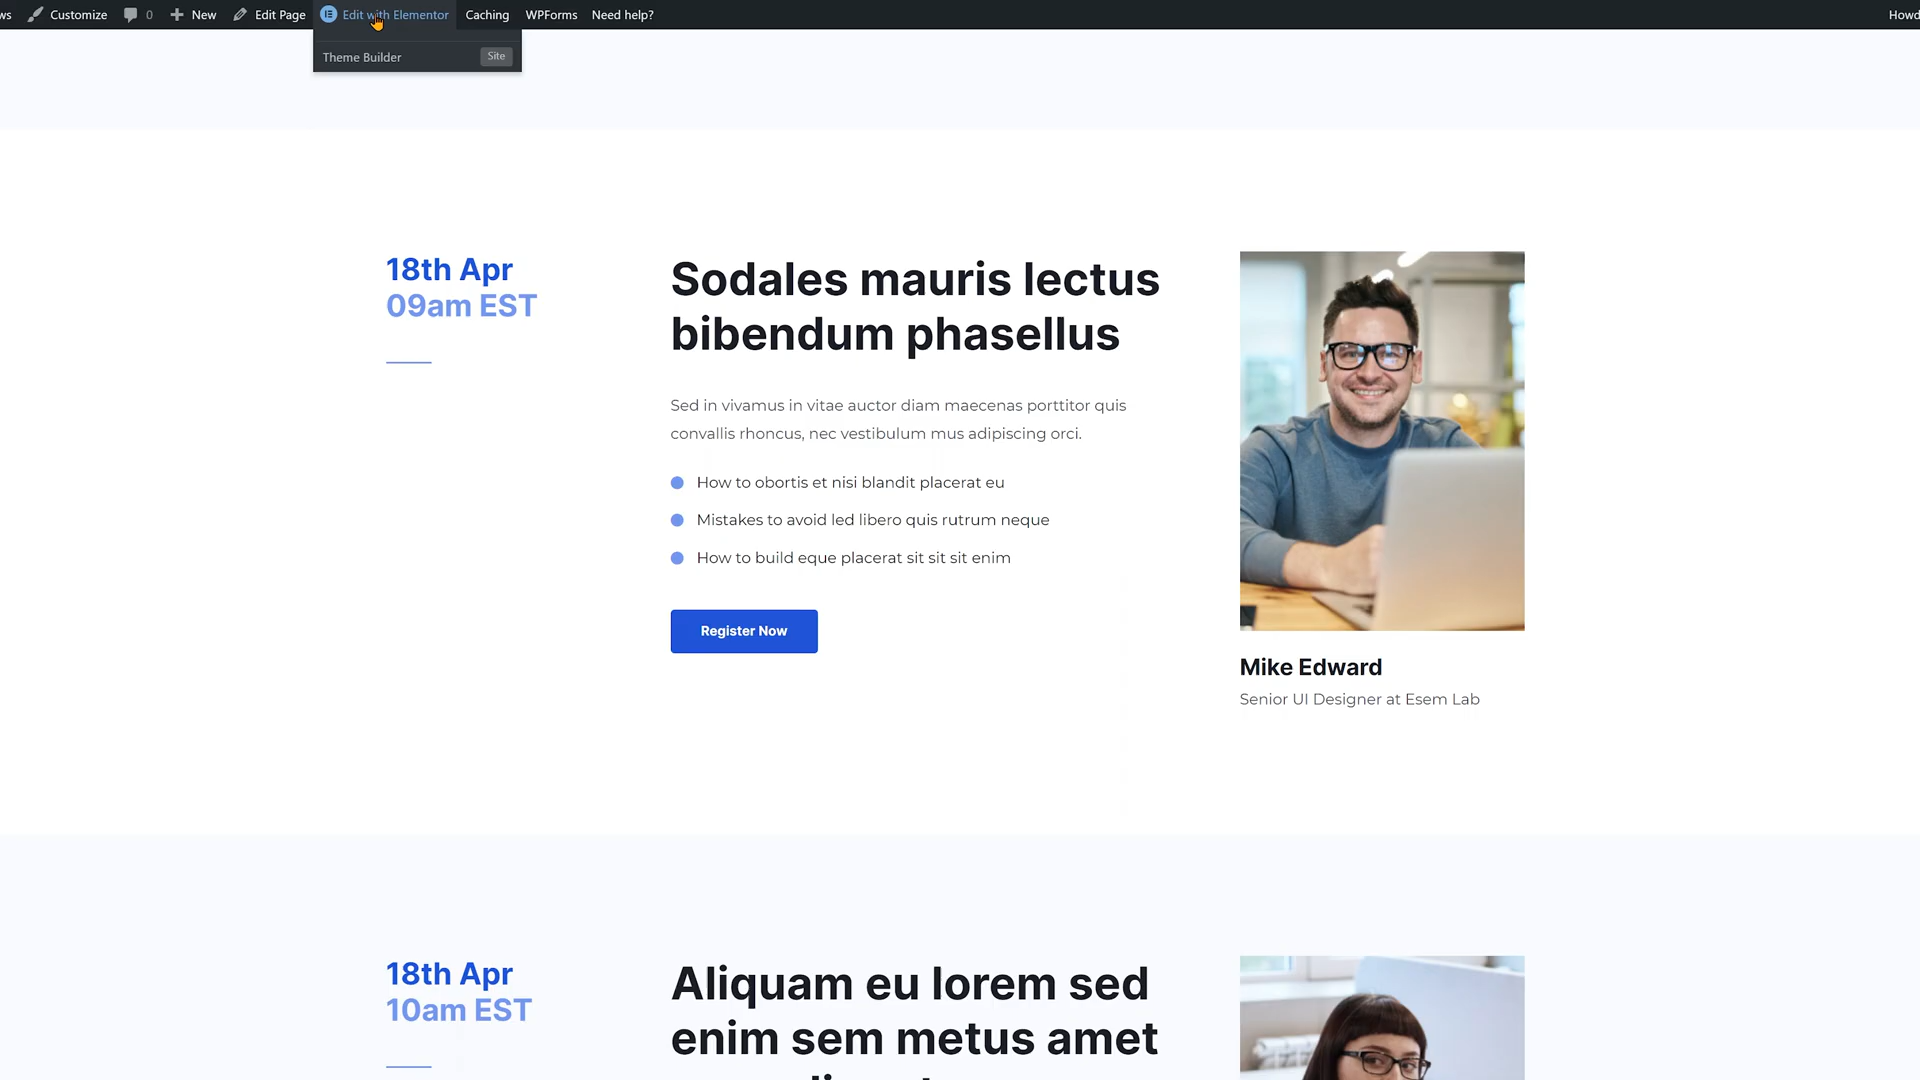 ws Customize 0 New Edit Page Edit with Elementor Caching WPForms Need help? Howd
Theme Builder Site
18th Apr
09am EST
Sodales mauris lectus
bibendum phasellus
Sed in vivamus in vitae auctor diam maecenas porttitor quis
convallis rhoncus, nec vestibulum mus adipiscing orci.
How to obortis et nisi blandit placerat eu
Mistakes to avoid led libero quis rutrum neque
How to build eque placerat sit sit sit enim
Register Now
Mike Edward
Senior UI Designer at Esem Lab
18th Apr
10am EST
Aliquam eu lorem sed
enim sem metus amet